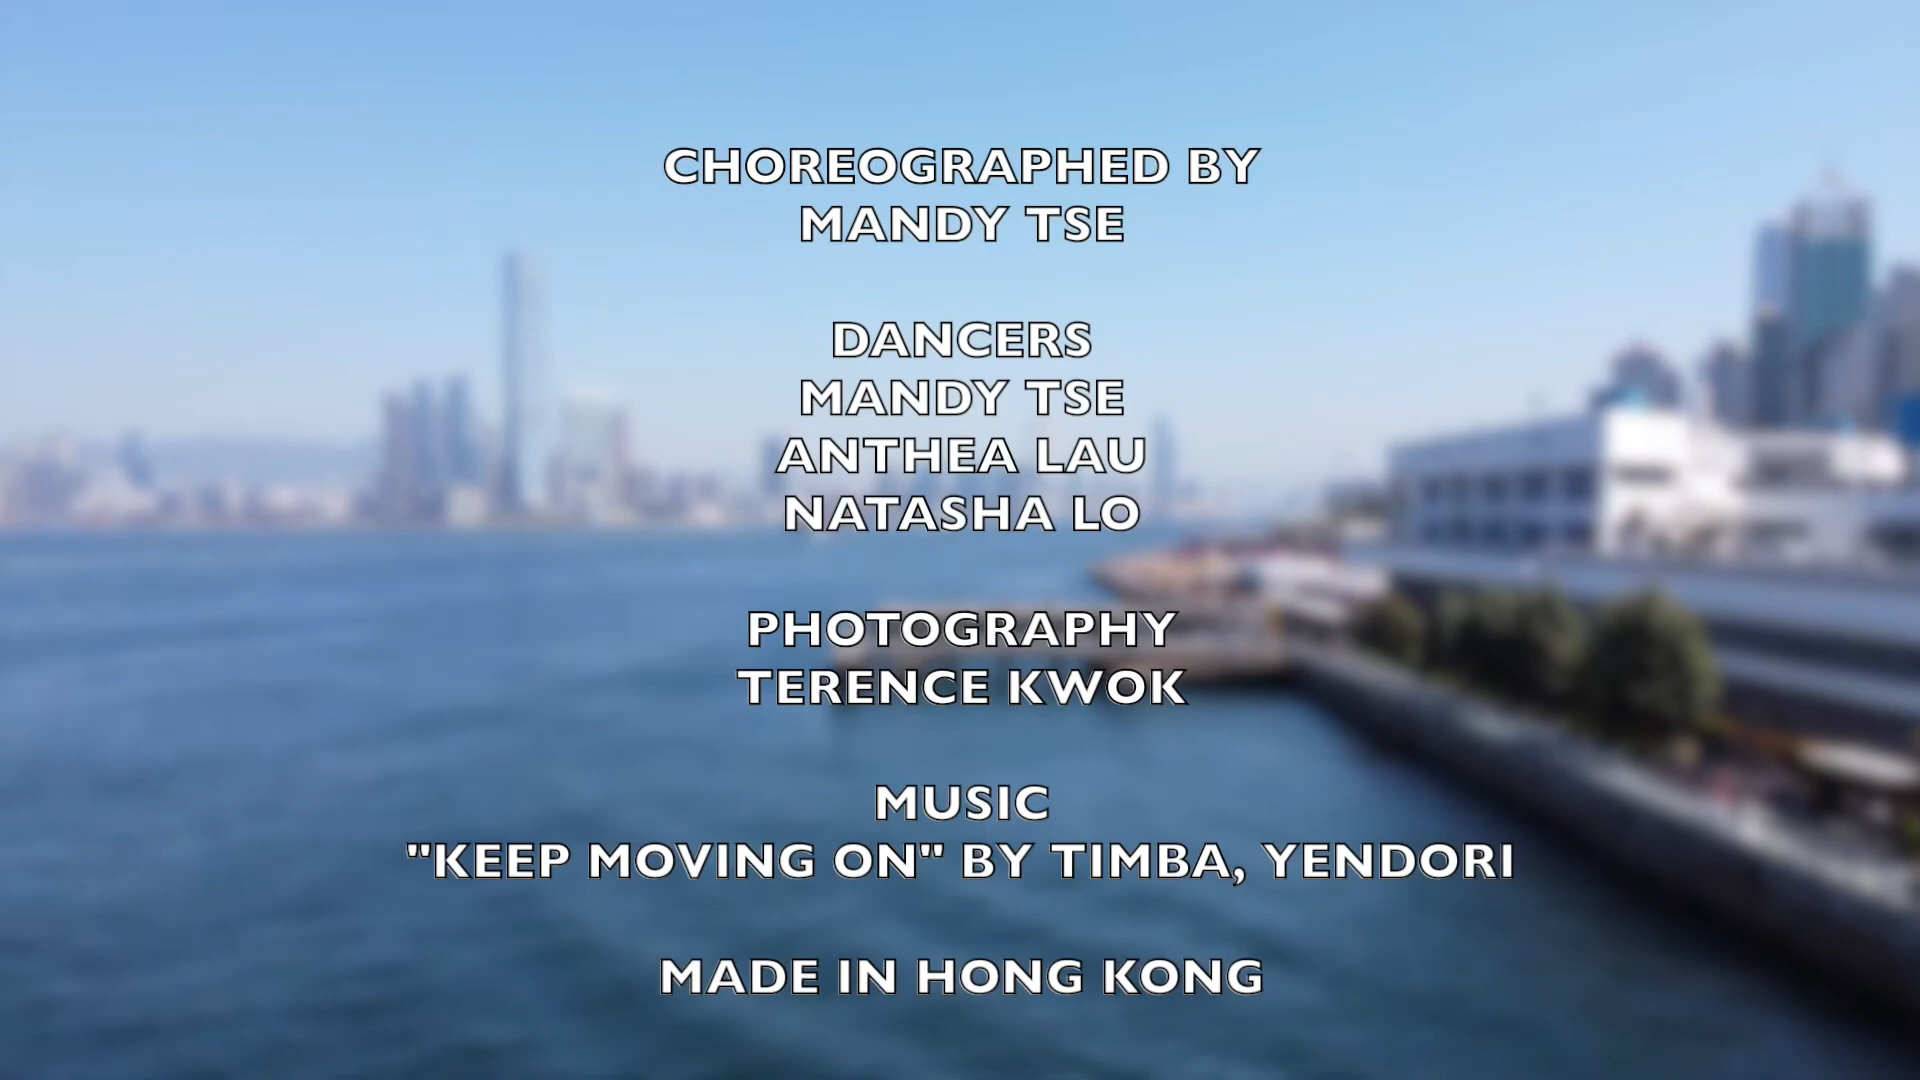 CHOREOGRAPHED BY
MANDY TSE
DANCERS
MANDY TSE
ANTHEA LAU
NATASHA LO
PHOTOGRAPHY
TERENCE KWOK
MUSIC
"KEEP MOVING ON" BY TIMBA, YENDORI
MADE IN HONG KONG